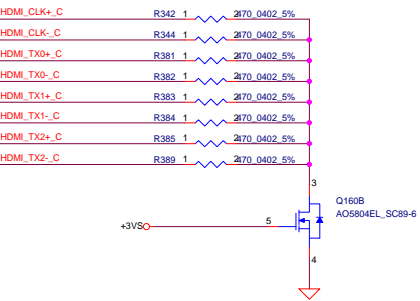 HDMI_CLK+_C R342 1 2 470_0402_5%
HDMI_CLK-_C R344 1 2 470_0402_5%
HDMI_TX0+_C R381 1 2 470_0402_5%
HDMI_TX0-_C R382 1 2 470_0402_5%
HDMI_TX1+_C R383 1 2 470_0402_5%
HDMI_TX1-_C R384 1 2 470_0402_5%
HDMI_TX2+_C R385 1 2 470_0402_5%
HDMI_TX2-_C R389 1 2 470_0402_5%
3
Q160B
AO5804EL_SC89-6
+3VS 5
4